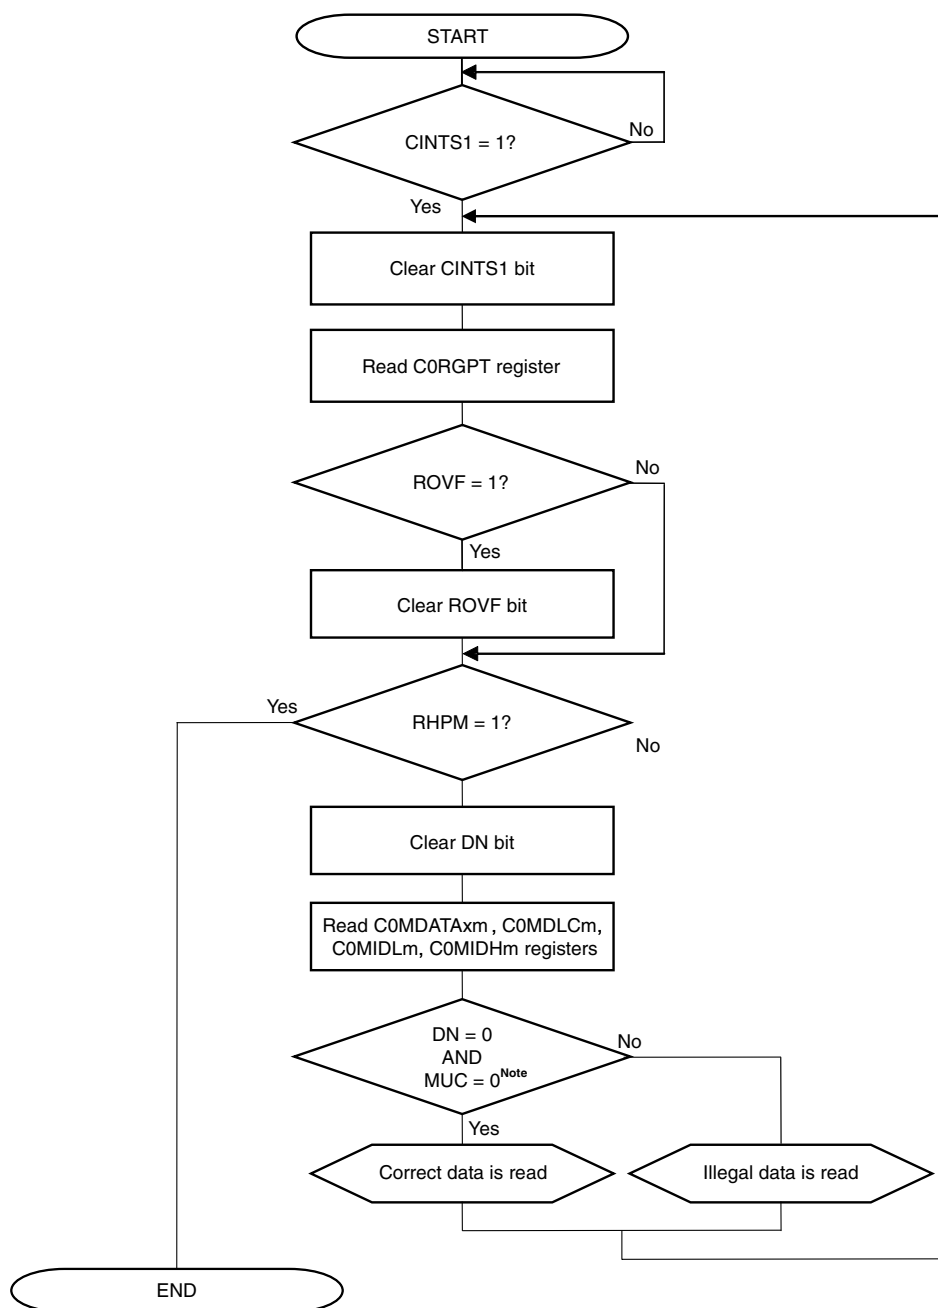 START
CINTS1 = 1?
No
Yes
Clear CINTS1 bit
Read C0RGPT register
ROVF = 1?
No
Yes
Clear ROVF bit
Yes
RHPM = 1?
No
Clear DN bit
Read C0MDATAxm , C0MDLCm,
C0MIDLm, C0MIDHm registers
DN = 0
AND
MUC = 0Note
No
Yes
Correct data is read
Illegal data is read
END